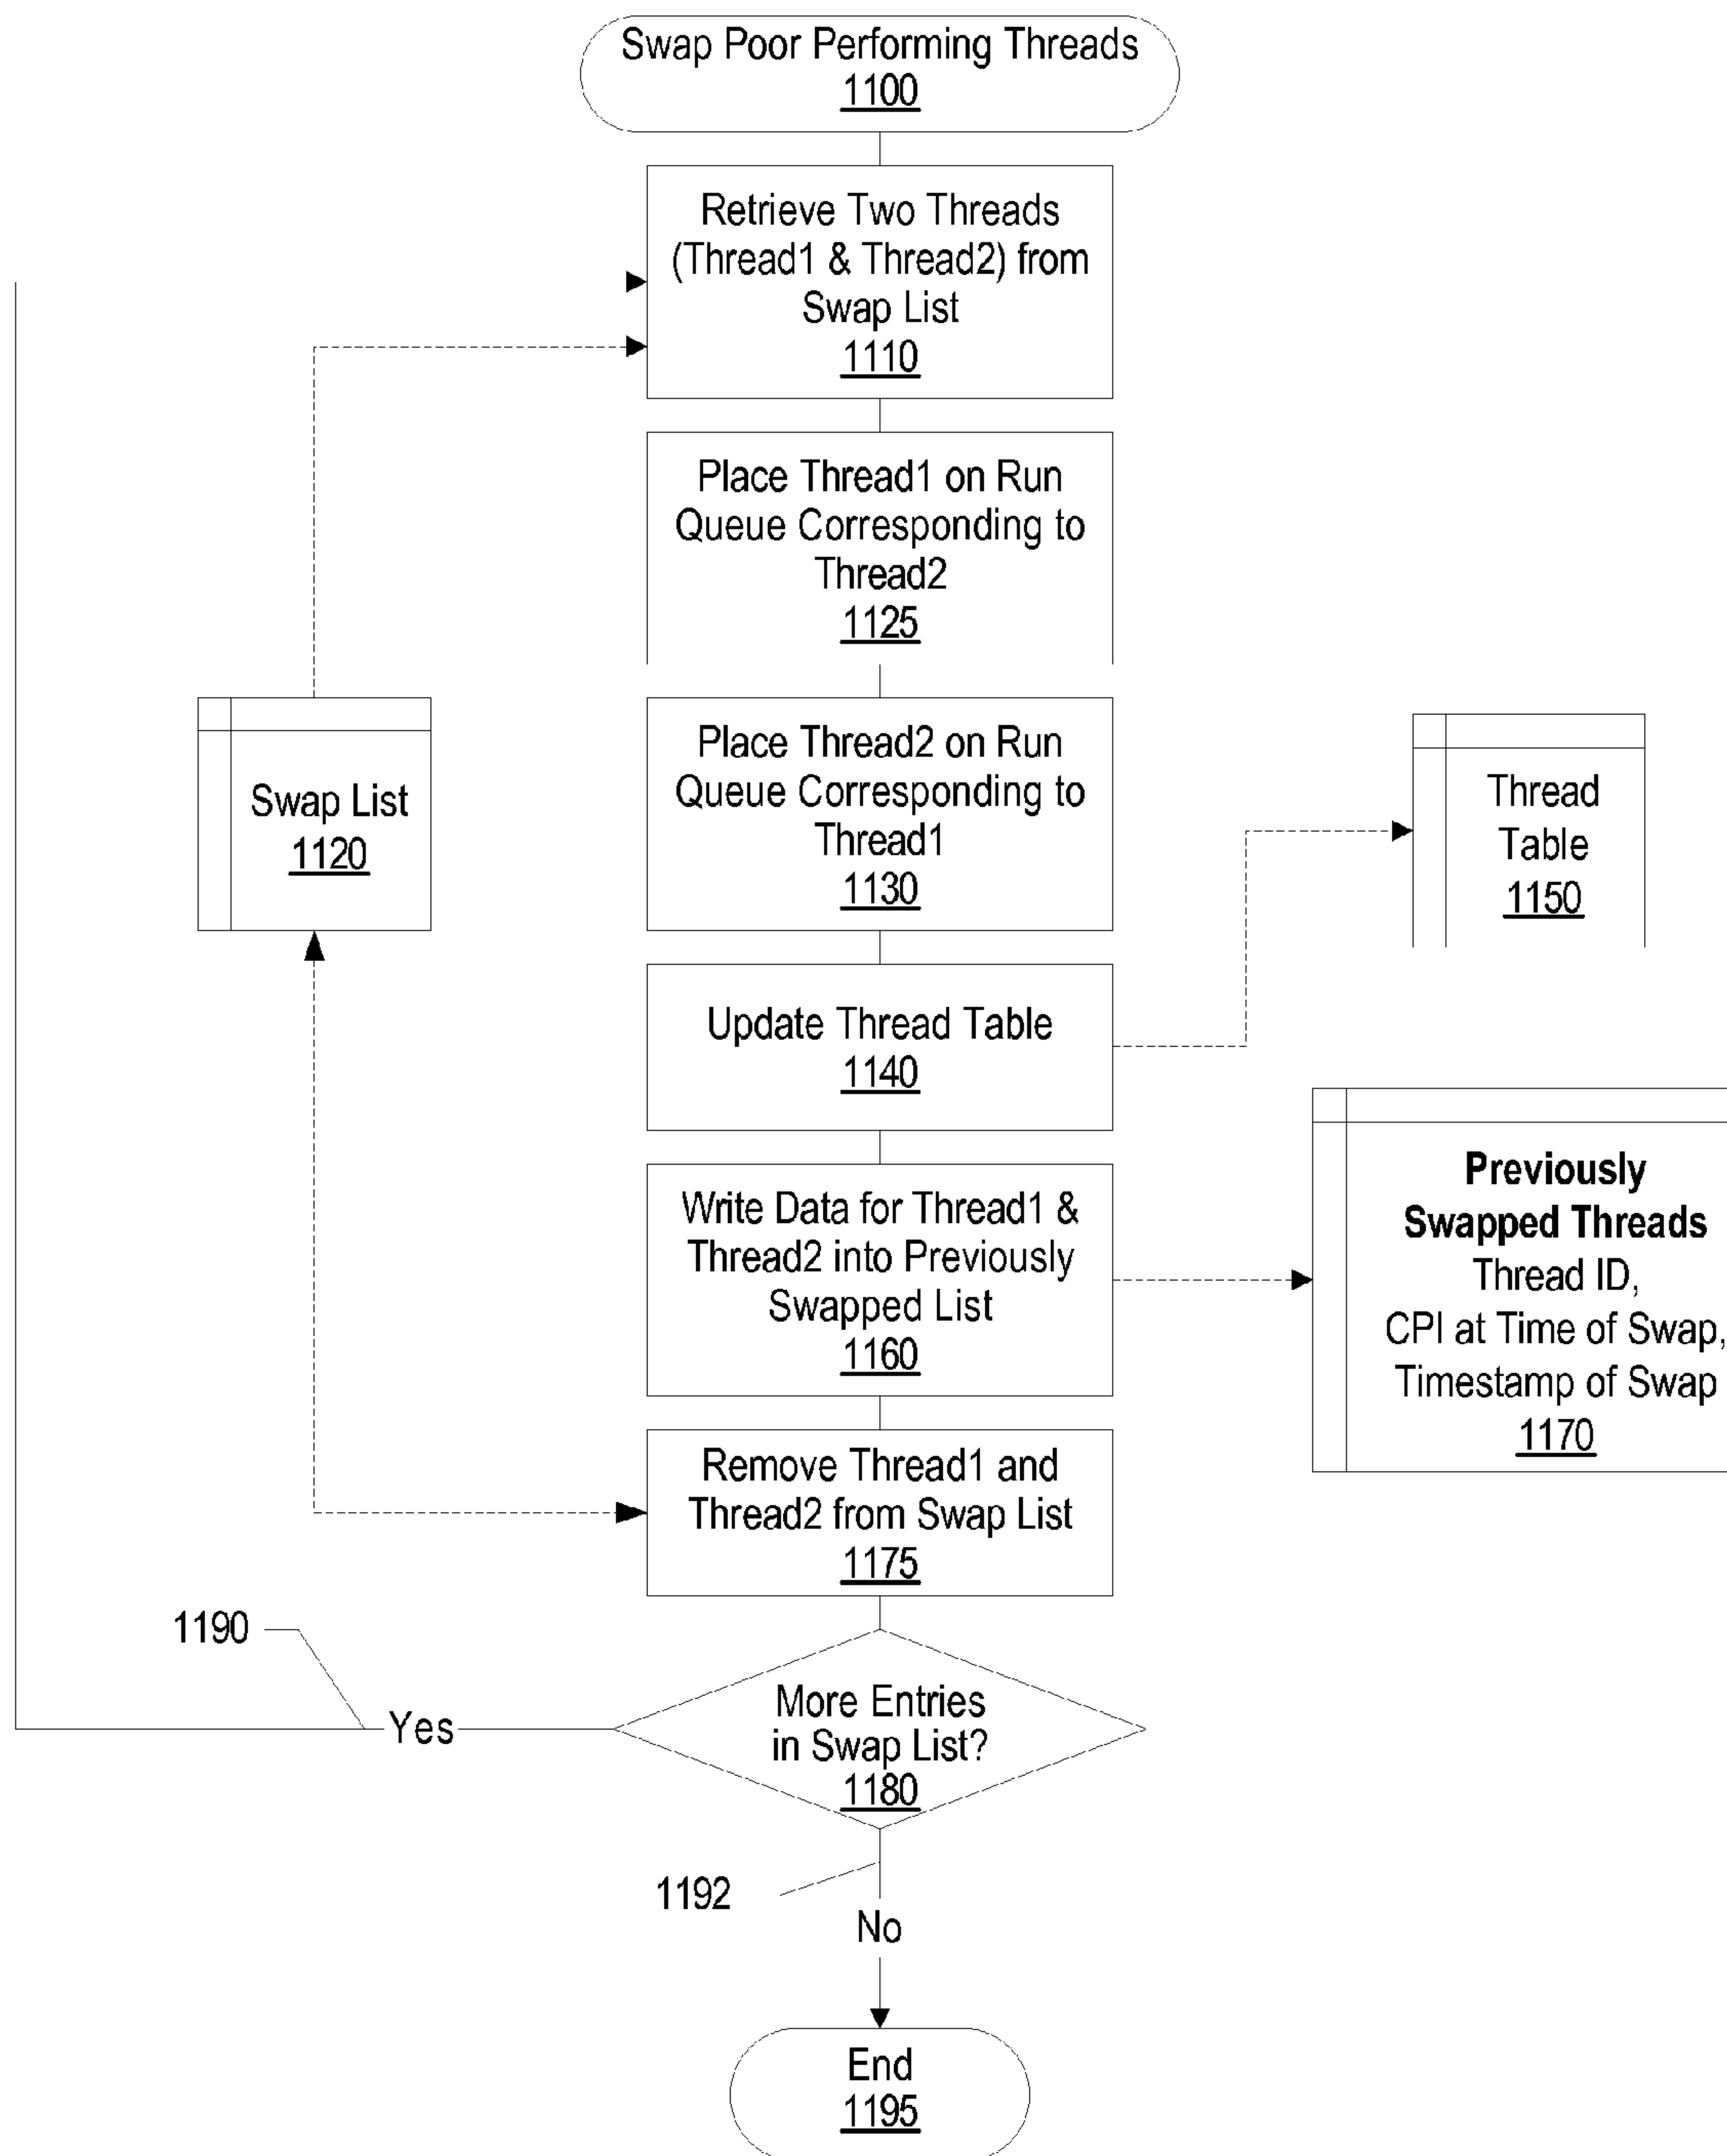 Swap Poor Performing Threads
1100
Retrieve Two Threads
(Thread1 & Thread2) from
Swap List
1110
Place Thread1 on Run
Queue Corresponding to
Thread2
1125
Swap List
1120
Place Thread2 on Run
Queue Corresponding to
Thread1
1130
Thread
Table
1150
Update Thread Table
1140
Write Data for Thread1 &
Thread2 into Previously
Swapped List
1160
Previously
Swapped Threads
Thread ID,
CPI at Time of Swap,
Timestamp of Swap
1170
Remove Thread1 and
Thread2 from Swap List
1175
1190
Yes
More Entries
in Swap List?
1180
1192
No
End
1195